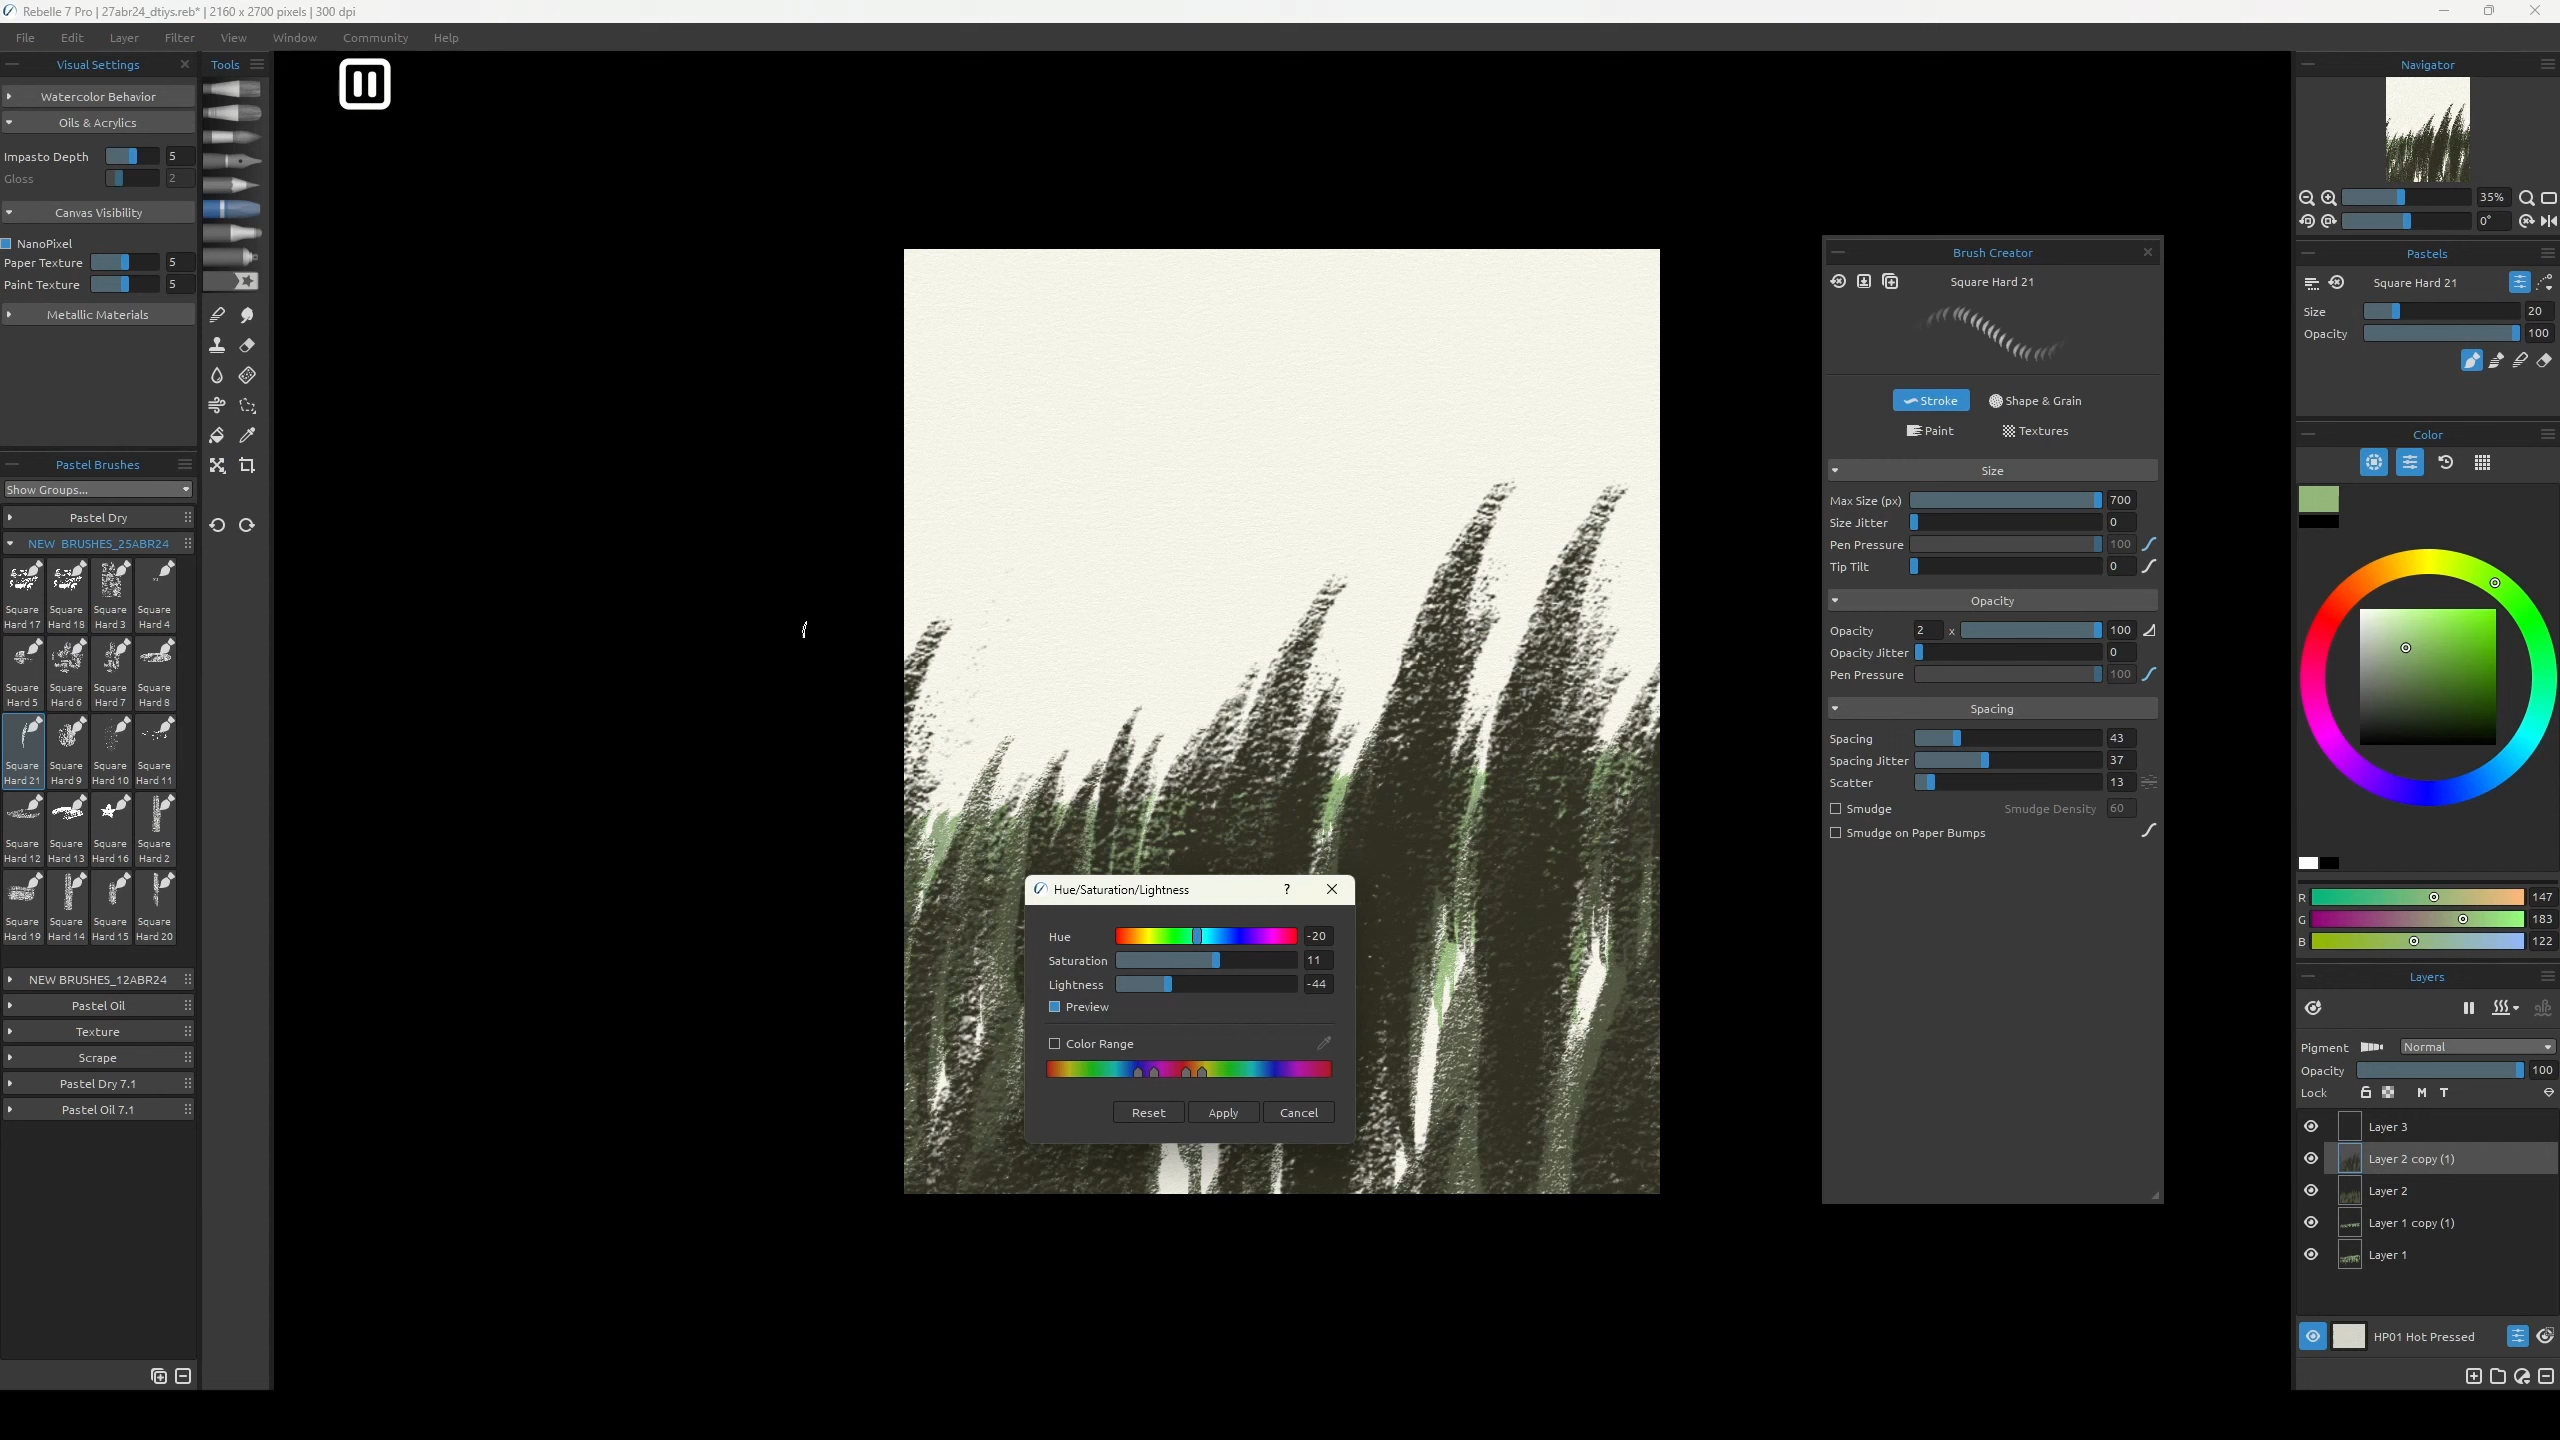 Rebelle 7 Pro | 27abr24_dtiys.reb* | 2160 x 2700 pixels | 300 dpi
File Edit Layer Filter View Window Community Help
Visual Settings
Watercolor Behavior
Oils & Acrylics
Impasto Depth 5
Gloss 2
Canvas Visibility
NanoPixel
Paper Texture 5
Paint Texture 5
Metallic Materials
Tools
Pastel Brushes
Show Groups...
Pastel Dry
NEW BRUSHES_25ABR24
Square Square Square Square
Hard 17 Hard 18 Hard 3 Hard 4
Square Square Square Square
Hard 5 Hard 6 Hard 7 Hard 8
Square Square Square Square
Hard 21 Hard 9 Hard 10 Hard 11
Square Square Square Square
Hard 12 Hard 13 Hard 16 Hard 2
Square Square Square Square
Hard 19 Hard 14 Hard 15 Hard 20
NEW BRUSHES_12ABR24
Pastel Oil
Texture
Scrape
Pastel Dry 7.1
Pastel Oil 7.1
Hue/Saturation/Lightness ?
Hue -20
Saturation 11
Lightness -44
Preview
Color Range
Reset Apply Cancel
Brush Creator
Square Hard 21
Stroke Shape & Grain
Paint Textures
Size
Max Size (px) 700
Size Jitter 0
Pen Pressure 100
Tip Tilt 0
Opacity
Opacity 2 x 100
Opacity Jitter 0
Pen Pressure 100
Spacing
Spacing 43
Spacing Jitter 37
Scatter 13
Smudge Smudge Density 60
Smudge on Paper Bumps
Navigator
35%
0°
Pastels
Square Hard 21
Size 20
Opacity 100
Color
R 147
G 183
B 122
Layers
Pigment Normal
Opacity 100
Lock M T
Layer 3
Layer 2 copy (1)
Layer 2
Layer 1 copy (1)
Layer 1
HP01 Hot Pressed